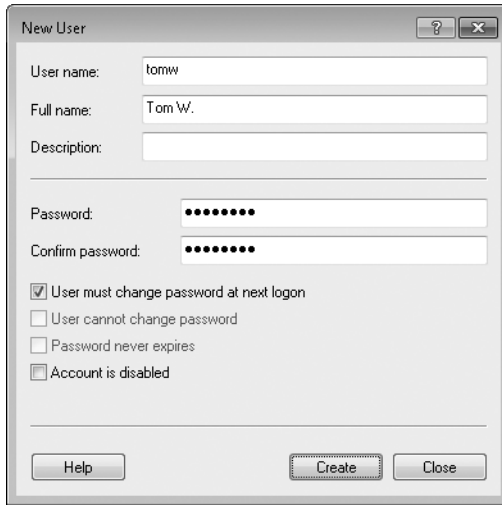 New User
User name: tomw
Full name: Tom W.
Description:
Password: ●●●●●●●●
Confirm password: ●●●●●●●●
User must change password at next logon
User cannot change password
Password never expires
Account is disabled
Help Create Close